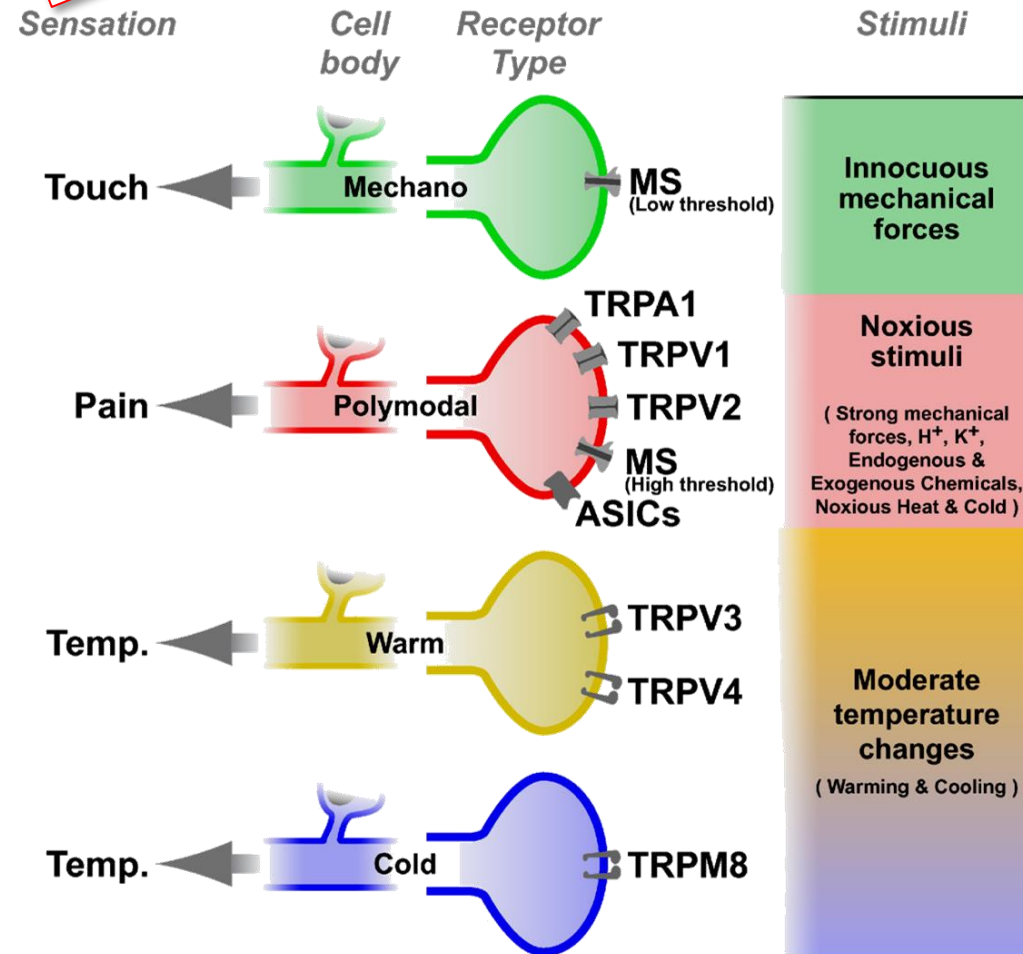 Sensation
Cell
body
Receptor
Type
Stimuli
Touch
Mechano
MS
(Low threshold)
Innocuous
mechanical
forces
Pain
Polymodal
TRPA1
TRPV1
TRPV2
MS
(High threshold)
ASICs
Noxious
stimuli
( Strong mechanical
forces, H⁺, K⁺,
Endogenous &
Exogenous Chemicals,
Noxious Heat & Cold )
Temp.
Warm
TRPV3
TRPV4
Moderate
temperature
changes
( Warming & Cooling )
Temp.
Cold
TRPM8